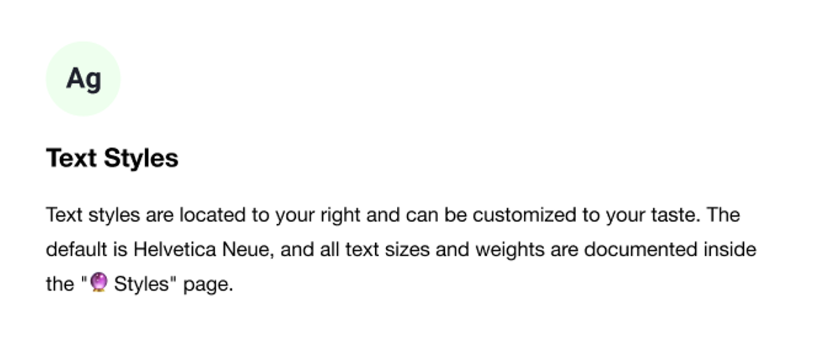 Ag
Text Styles
Text styles are located to your right and can be customized to your taste. The
default is Helvetica Neue, and all text sizes and weights are documented inside
the "🔮 Styles" page.